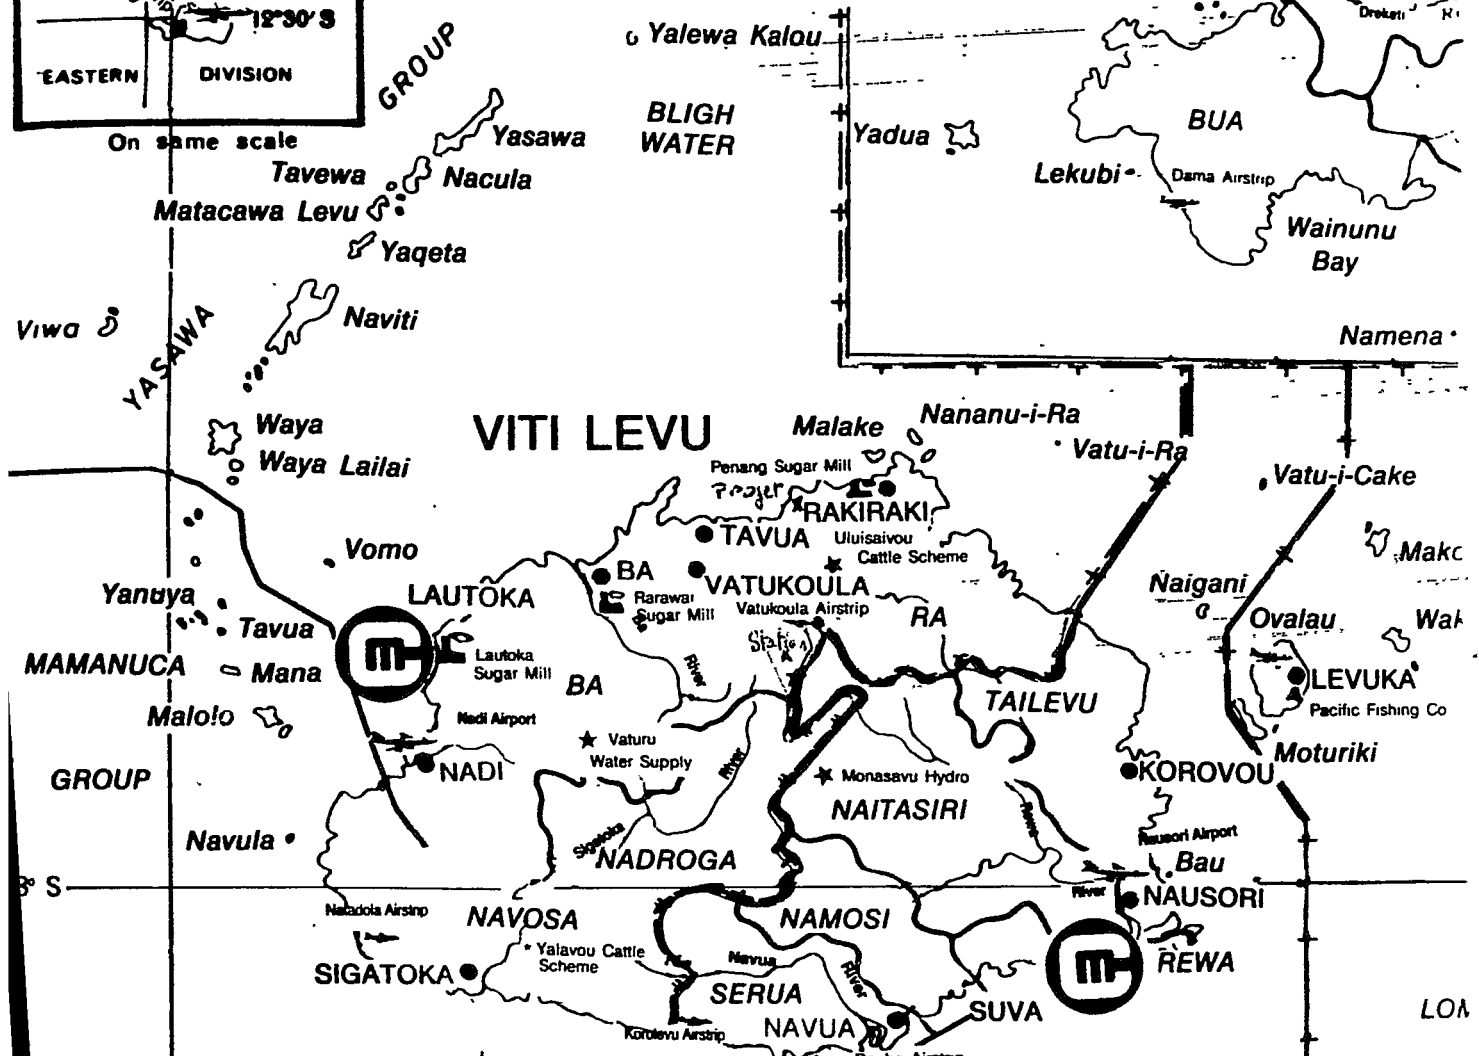 12°30' S
EASTERN DIVISION
On same scale
GROUP
Yalewa Kalou
BLIGH
WATER
Yasawa
Tavewa
Nacula
Matacawa Levu
Yaqeta
Naviti
Viwa
YASAWA
Waya
Waya Lailai
Yadua
BUA
Lekubi
Dama Airstrip
Wainunu
Bay
Namena
Dreketi
VITI LEVU
Malake
Nananu-i-Ra
Vatu-i-Ra
Vatu-i-Cake
Penang Sugar Mill
RAKIRAKI
TAVUA
Uluisaivou
Cattle Scheme
Vomo
LAUTOKA
BA
VATUKOULA
Rarawai
Sugar Mill
Vatukoula Airstrip
RA
Naigani
Ovalau
Yanuya
Tavua
MAMANUCA
Mana
Lautoka
Sugar Mill
BA
River
TAILEVU
LEVUKA
Pacific Fishing Co
Malolo
Nadi Airport
Vaturu
Water Supply
River
Moturiki
GROUP
NADI
Monasavu Hydro
KOROVOU
NAITASIRI
Rewa
Navula
Sigatoka
NADROGA
Nausori Airport
Bau
River
NAUSORI
Natadola Airstrip
NAVOSA
NAMOSI
Yalavou Cattle
Scheme
Navua
River
REWA
SIGATOKA
SERUA
SUVA
Korolevu Airstrip
NAVUA